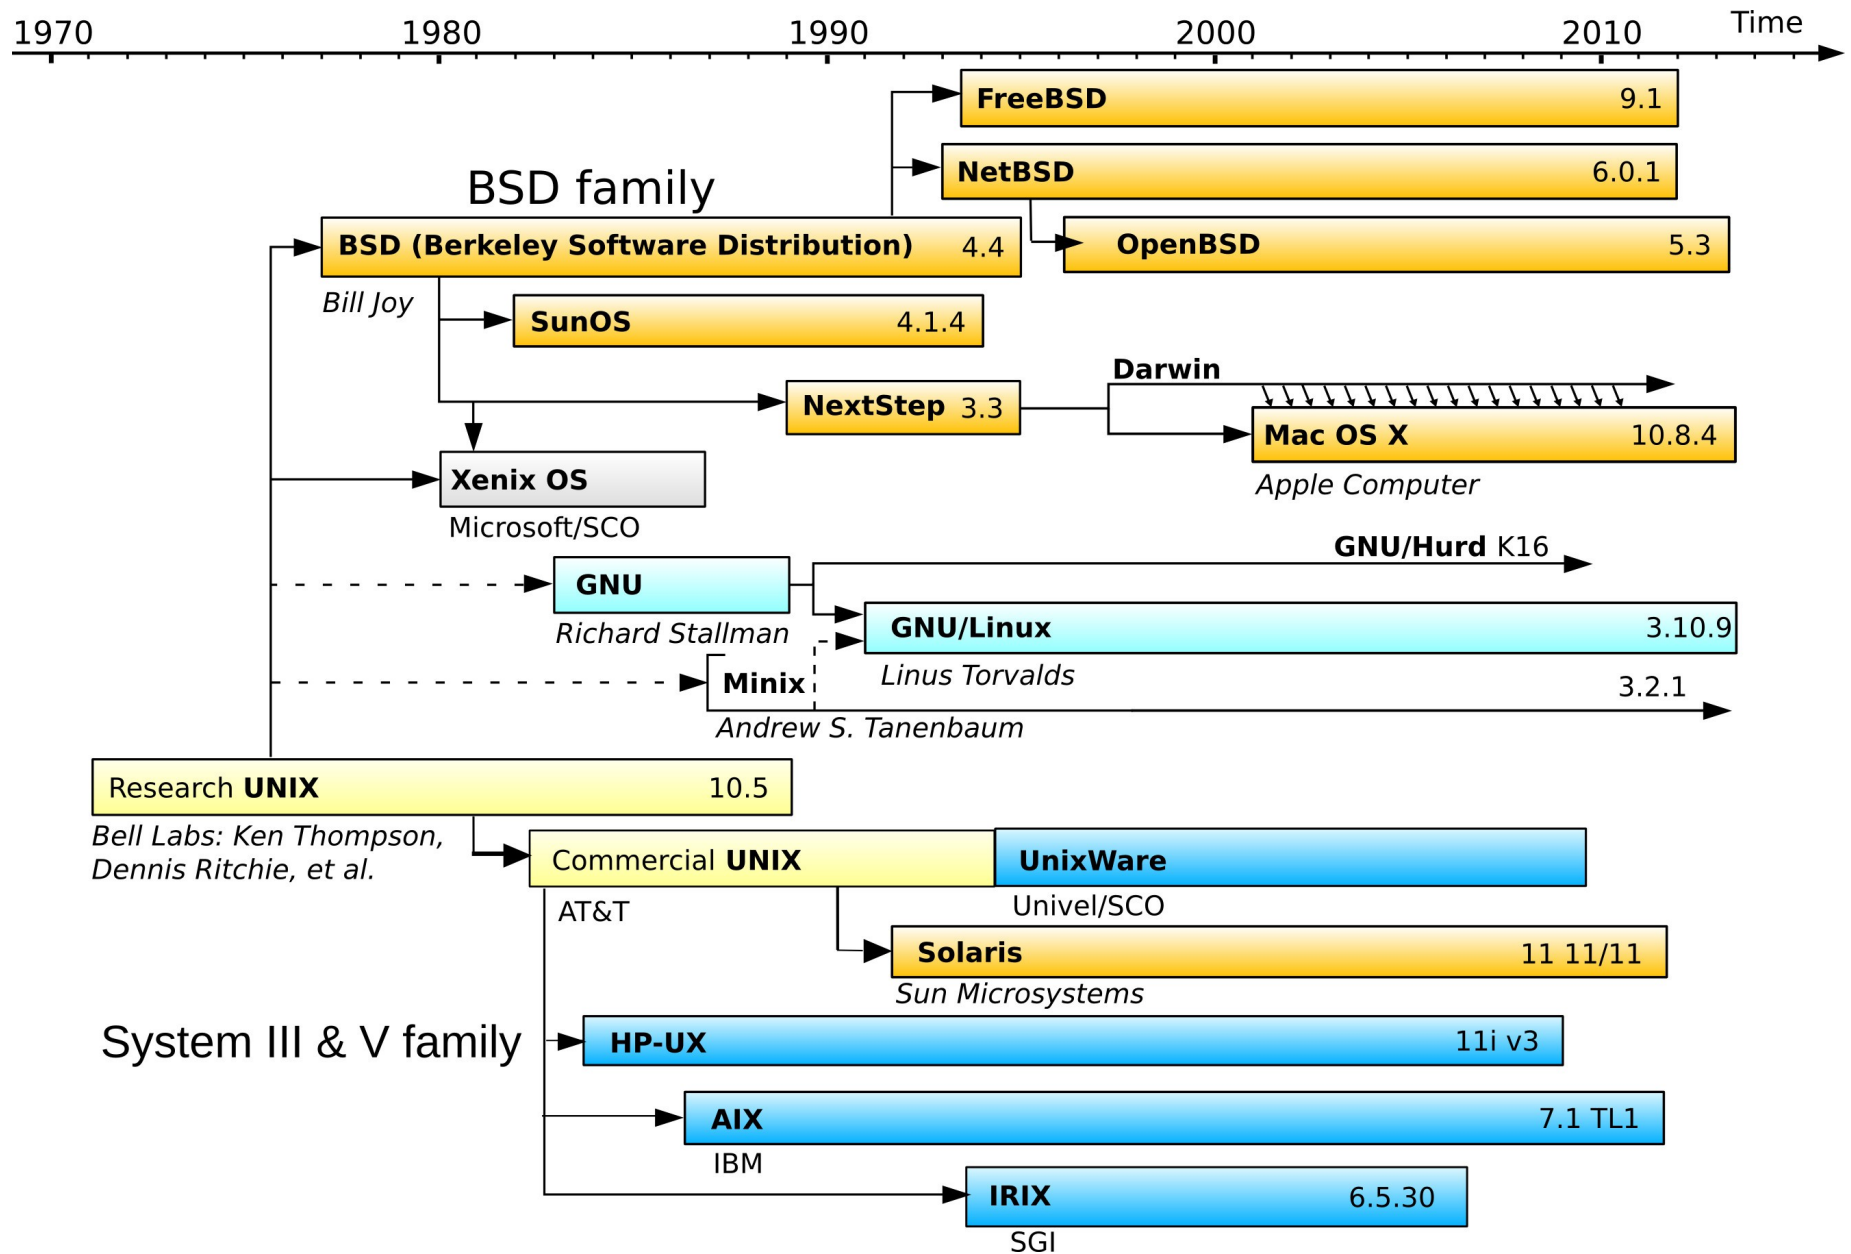 1970 1980 1990 2000 2010 Time
FreeBSD 9.1
NetBSD 6.0.1
BSD family
BSD (Berkeley Software Distribution) 4.4
OpenBSD 5.3
Bill Joy
SunOS 4.1.4
Darwin
NextStep 3.3
Mac OS X 10.8.4
Apple Computer
Xenix OS
Microsoft/SCO
GNU/Hurd K16
GNU
Richard Stallman
GNU/Linux 3.10.9
Linus Torvalds
Minix 3.2.1
Andrew S. Tanenbaum
Research UNIX 10.5
Bell Labs: Ken Thompson,
Dennis Ritchie, et al.
Commercial UNIX
UnixWare
AT&T
Univel/SCO
Solaris 11 11/11
Sun Microsystems
System III & V family
HP-UX 11i v3
AIX 7.1 TL1
IBM
IRIX 6.5.30
SGI